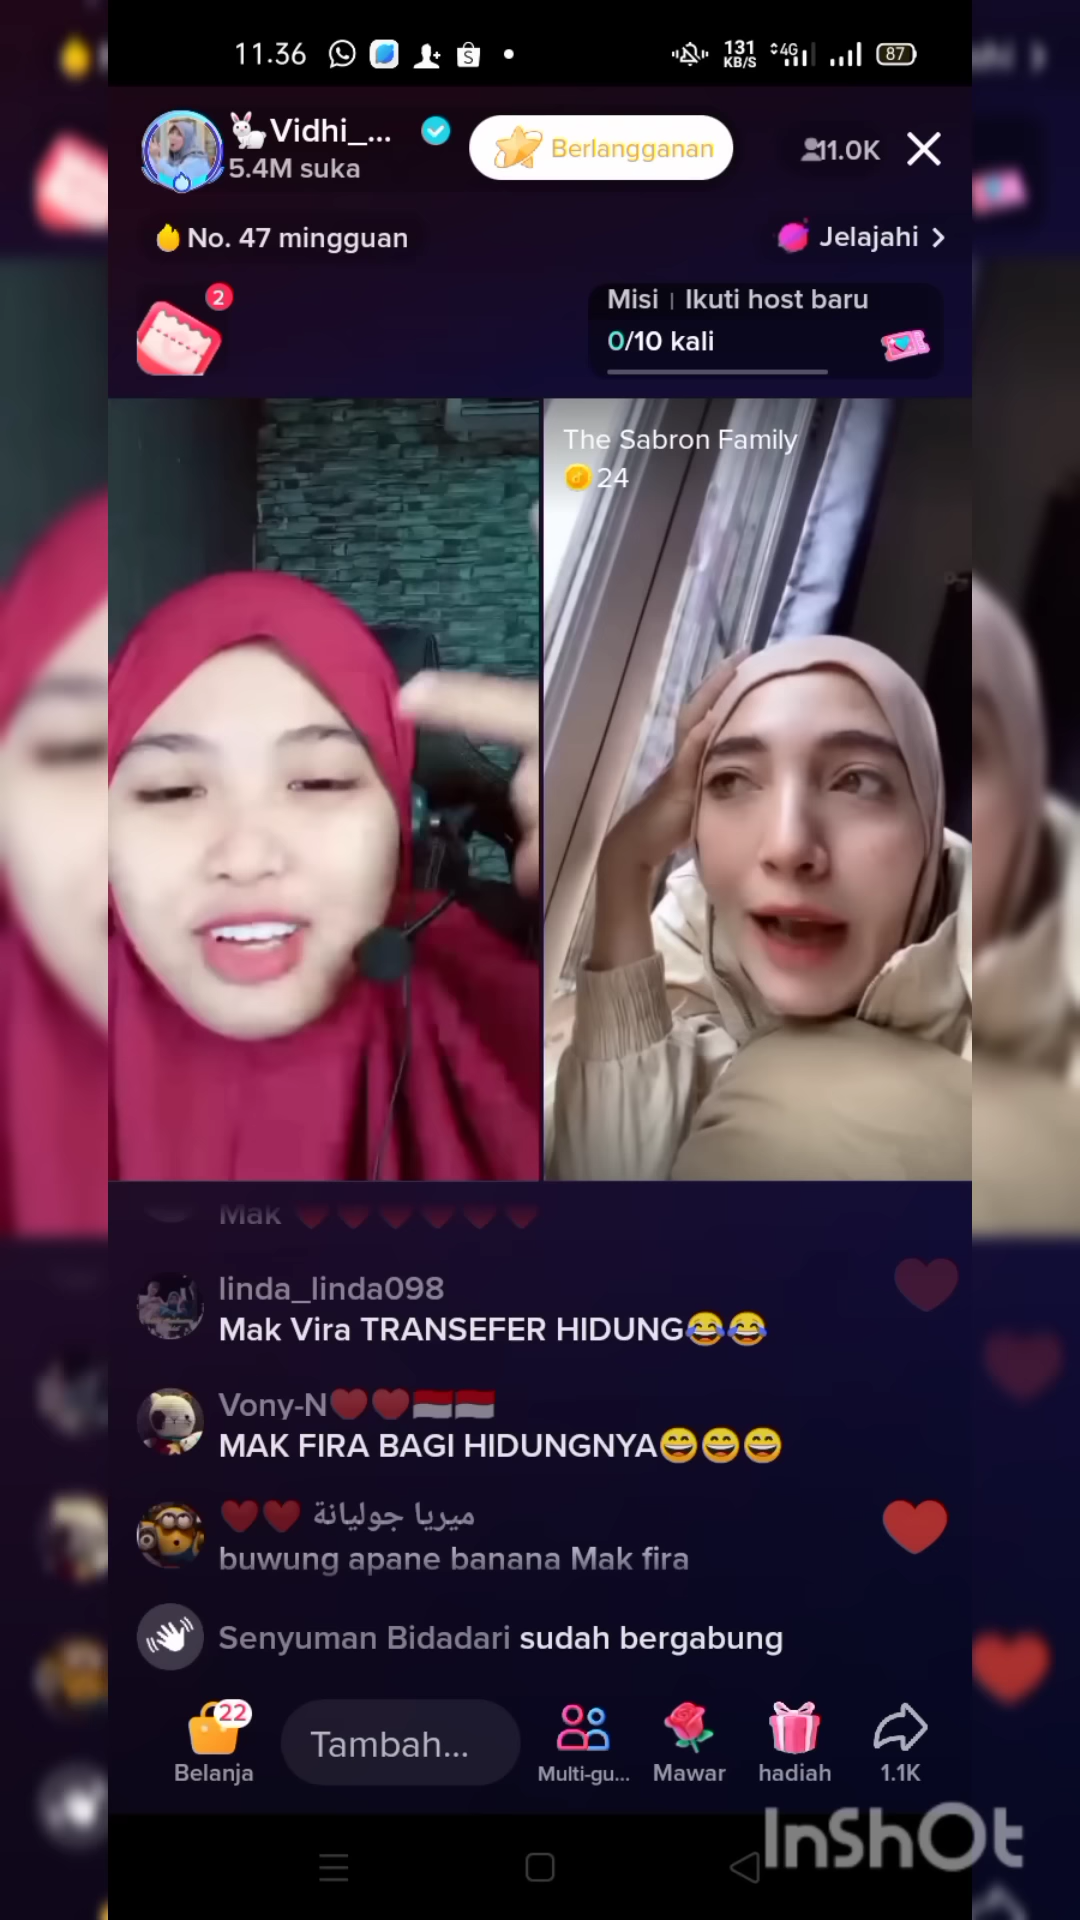 11.36
131
KB/S
4G
87
🐇Vidhi_...
5.4M suka
Berlangganan
11.0K
No. 47 mingguan
Jelajahi >
2
Misi | Ikuti host baru
0/10 kali
The Sabron Family
24
Mak ❤️❤️❤️❤️❤️❤️
linda_linda098
Mak Vira TRANSEFER HIDUNG😂😂
Vony-N❤️❤️🇮🇩🇮🇩
MAK FIRA BAGI HIDUNGNYA😄😄😄
❤️❤️ ميريا جوليانة
buwung apane banana Mak fira
Senyuman Bidadari sudah bergabung
22
Belanja
Tambah...
Multi-gu...
Mawar
hadiah
1.1K
InShOt